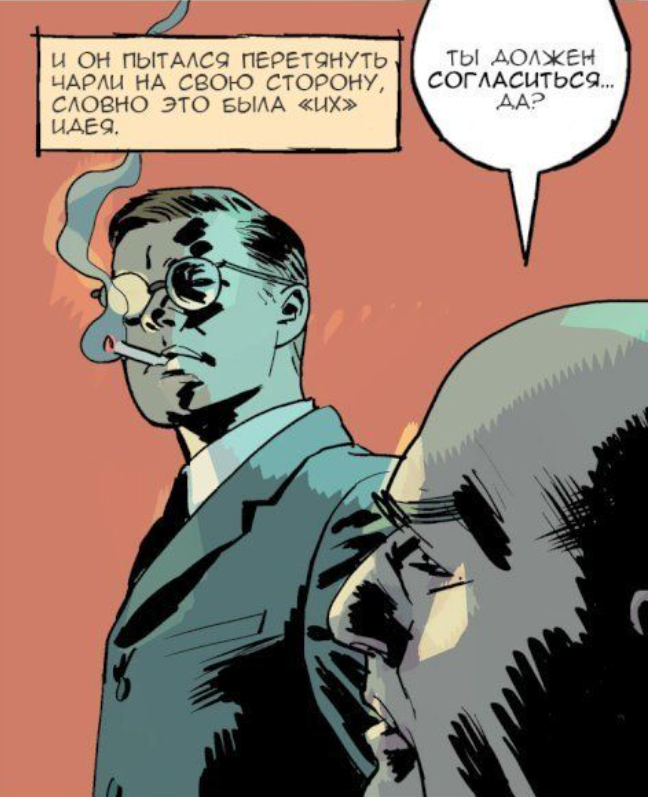 И ОН ПЫТАЛСЯ ПЕРЕТЯНУТЬ
ЧАРЛИ НА СВОЮ СТОРОНУ,
СЛОВНО ЭТО БЫЛА «ИХ»
ИДЕЯ.
ТЫ ДОЛЖЕН
СОГЛАСИТЬСЯ...
ДА?